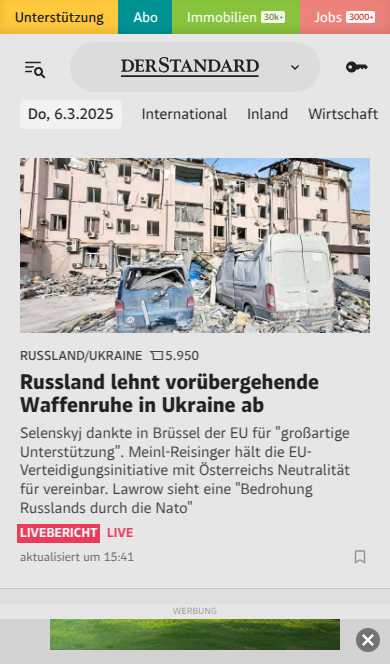 Unterstützung Abo Immobilien 30k+ Jobs 3000+
DERSTANDARD
Do, 6.3.2025 International Inland Wirtschaft
RUSSLAND/UKRAINE 5.950
Russland lehnt vorübergehende
Waffenruhe in Ukraine ab
Selenskyj dankte in Brüssel der EU für "großartige
Unterstützung". Meinl-Reisinger hält die EU-
Verteidigungsinitiative mit Österreichs Neutralität
für vereinbar. Lawrow sieht eine "Bedrohung
Russlands durch die Nato"
LIVEBERICHT LIVE
aktualisiert um 15:41
WERBUNG